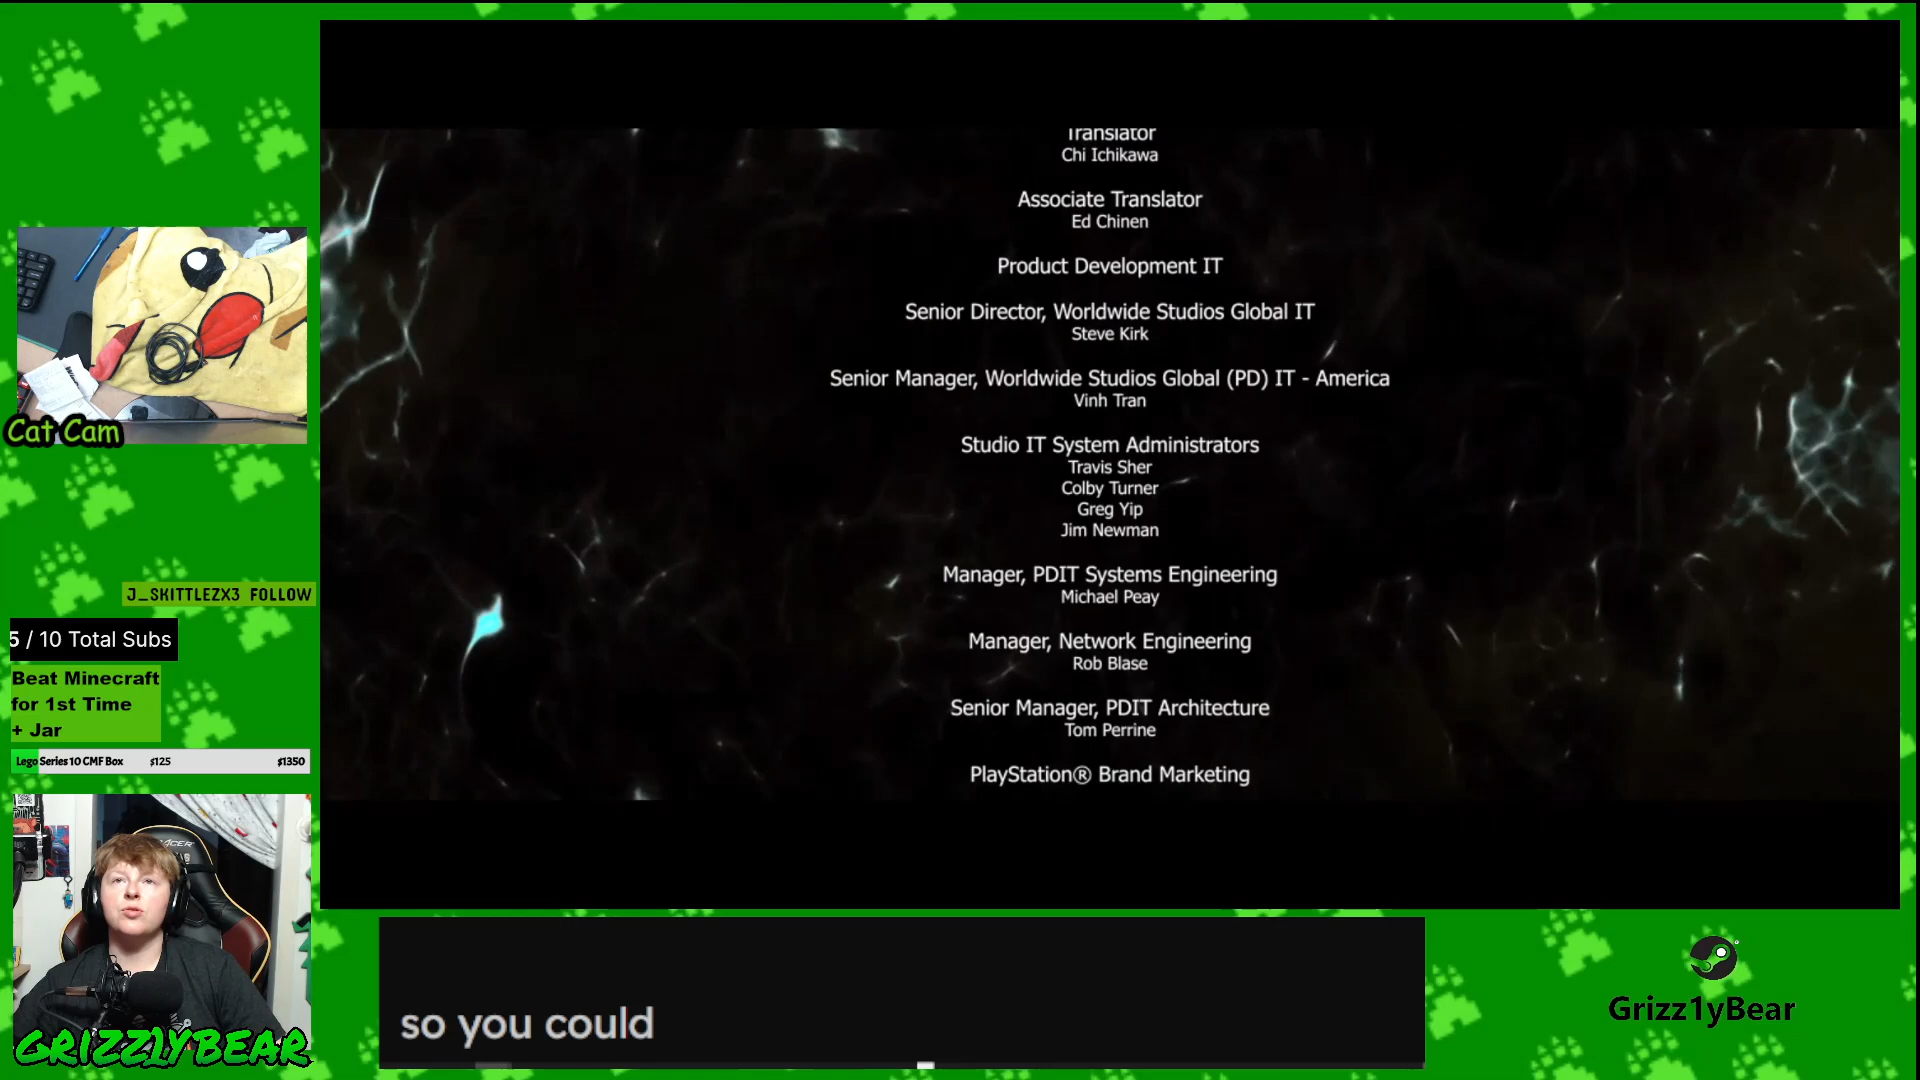 Translator
Chi Ichikawa
Associate Translator
Ed Chinen
Product Development IT
Senior Director, Worldwide Studios Global IT
Steve Kirk
Senior Manager, Worldwide Studios Global (PD) IT - America
Vinh Tran
Studio IT System Administrators
Travis Sher
Colby Turner
Greg Yip
Jim Newman
Manager, PDIT Systems Engineering
Michael Peay
Manager, Network Engineering
Rob Blase
Senior Manager, PDIT Architecture
Tom Perrine
PlayStation® Brand Marketing
Cat Cam
J_SKITTLEZX3 FOLLOW
5 / 10 Total Subs
Beat Minecraft
for 1st Time
+ Jar
Lego Series 10 CMF Box $125 $1350
GRIZZ1YBEAR
so you could
Grizz1yBear